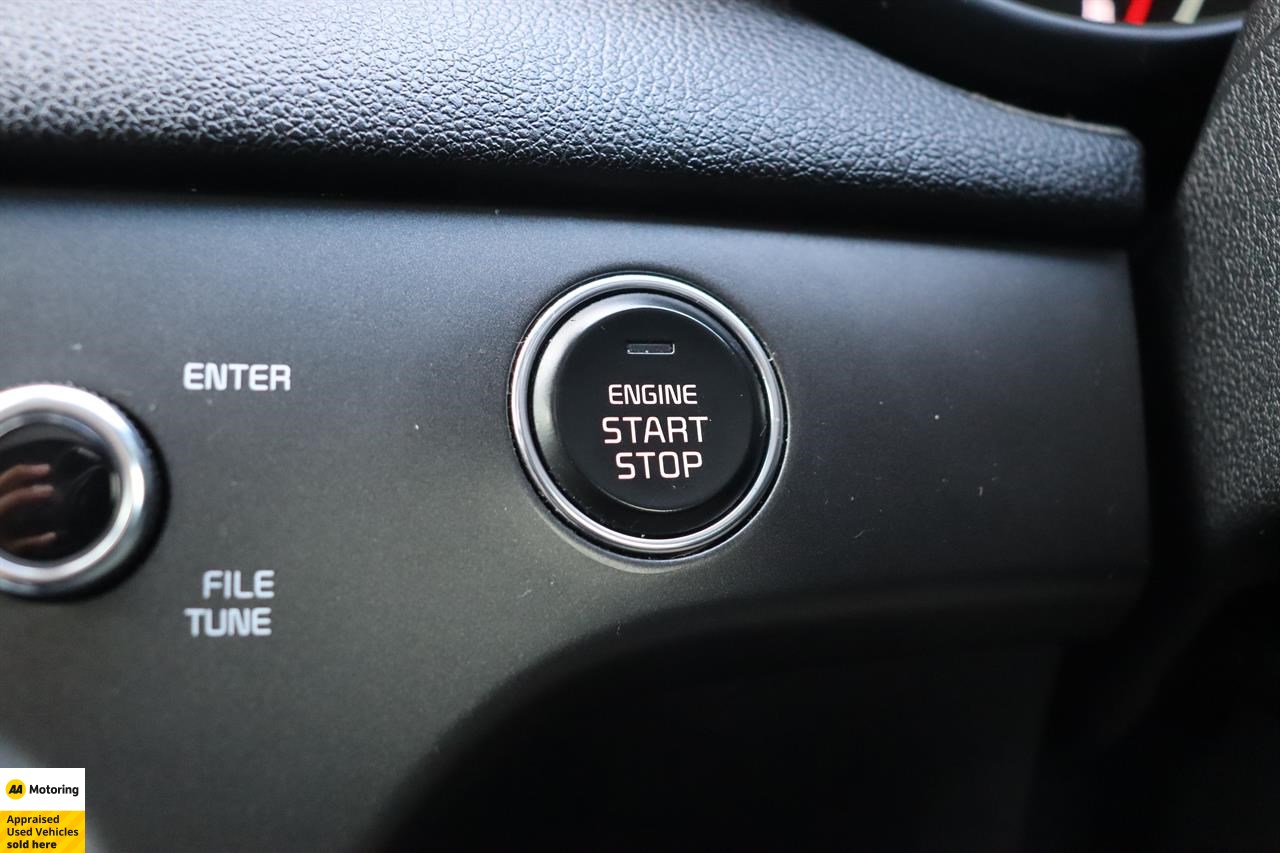 ENTER
ENGINE
START
STOP
FILE
TUNE
AA Motoring
Appraised
Used Vehicles
sold here